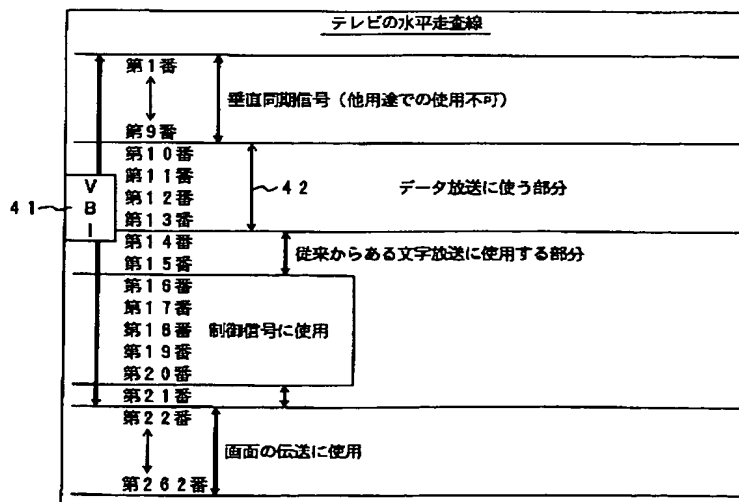 テレビの水平走査線
第1番
垂直同期信号（他用途での使用不可）
第9番
第10番
第11番
42
データ放送に使う部分
第12番
第13番
VBI
41
第14番
従来からある文字放送に使用する部分
第15番
第16番
第17番
第18番
制御信号に使用
第19番
第20番
第21番
第22番
画面の伝送に使用
第262番